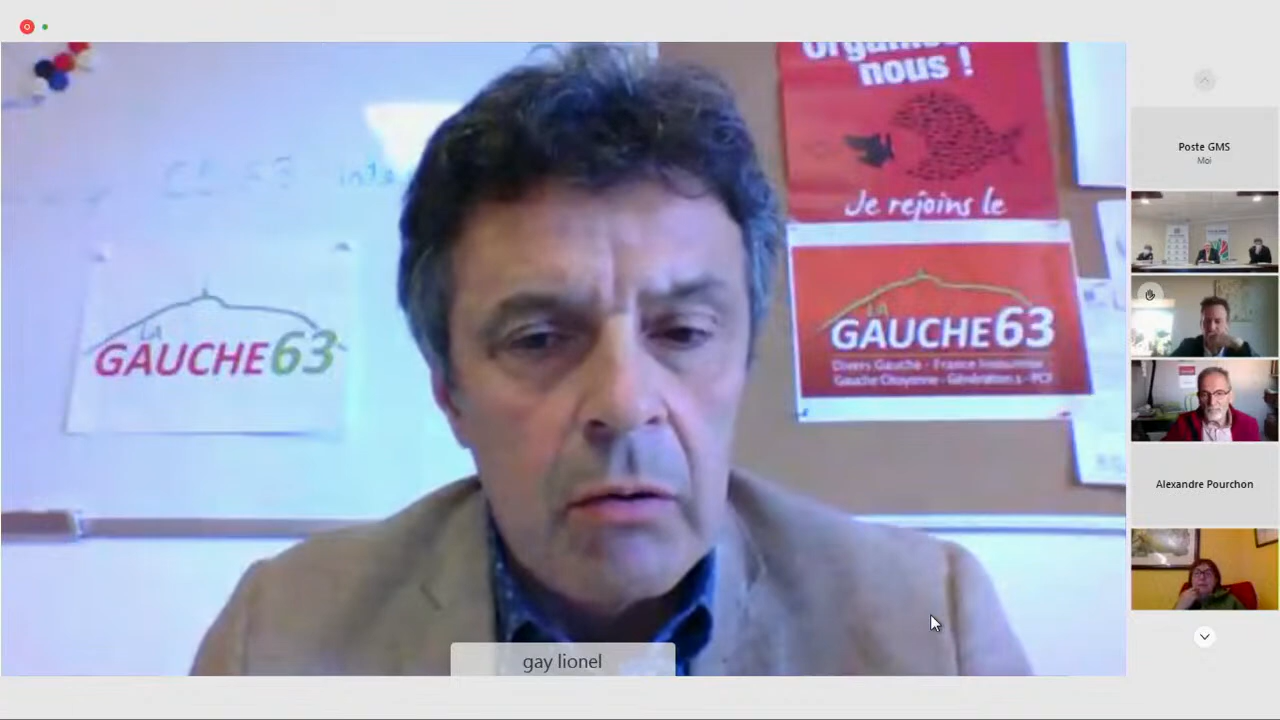 Organisons
nous !
Je rejoins le
LA
GAUCHE63
LA
GAUCHE63
Divers Gauche - France Insoumise
Gauche Citoyenne - Génération.s - PCF
gay lionel
Poste GMS
Moi
Alexandre Pourchon